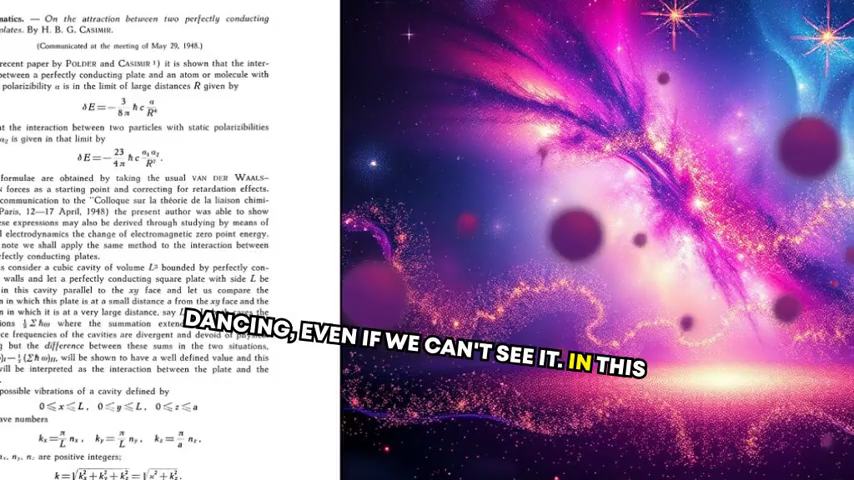 matics. — On the attraction between two perfectly conducting
plates. By H. B. G. CASIMIR.
(Communicated at the meeting of May 29, 1948.)
recent paper by POLDER and CASIMIR ¹) it is shown that the inter-
between a perfectly conducting plate and an atom or molecule with
polarizibility α is in the limit of large distances R given by
δE = − 3/8π ℏc α/R⁴
at the interaction between two particles with static polarizibilities
α₂ is given in that limit by
δE = − 23/4π ℏc α₁α₂/R⁷.
formulae are obtained by taking the usual VAN DER WAALS–
forces as a starting point and correcting for retardation effects.
communication to the "Colloque sur la théorie de la liaison chimi-
Paris, 12—17 April, 1948) the present author was able to show
se expressions may also be derived through studying by means of
l electrodynamics the change of electromagnetic zero point energy.
note we shall apply the same method to the interaction between
rfectly conducting plates.
s consider a cubic cavity of volume L³ bounded by perfectly con-
walls and let a perfectly conducting square plate with side L be
in this cavity parallel to the xy face and let us compare the
n in which this plate is at a small distance a from the xy face and the
in which it is at a very large distance, say
ions ½ Σ ℏω where the summation
ce frequencies of the cavities are divergent and devoid of
g but the difference between these sums in the two situations,
)I — ½ (Σℏω)II, will be shown to have a well defined value and this
will be interpreted as the interaction between the plate and the
possible vibrations of a cavity defined by
0≤x≤L, 0≤y≤L, 0≤z≤a
ave numbers
kx = π/L nx, ky = π/L ny, kz = π/a nz,
nx, ny, nz are positive integers;
k = √kx²+ky²+kz² = √κ²+kz².
DANCING, EVEN IF WE CAN'T SEE IT. IN THIS